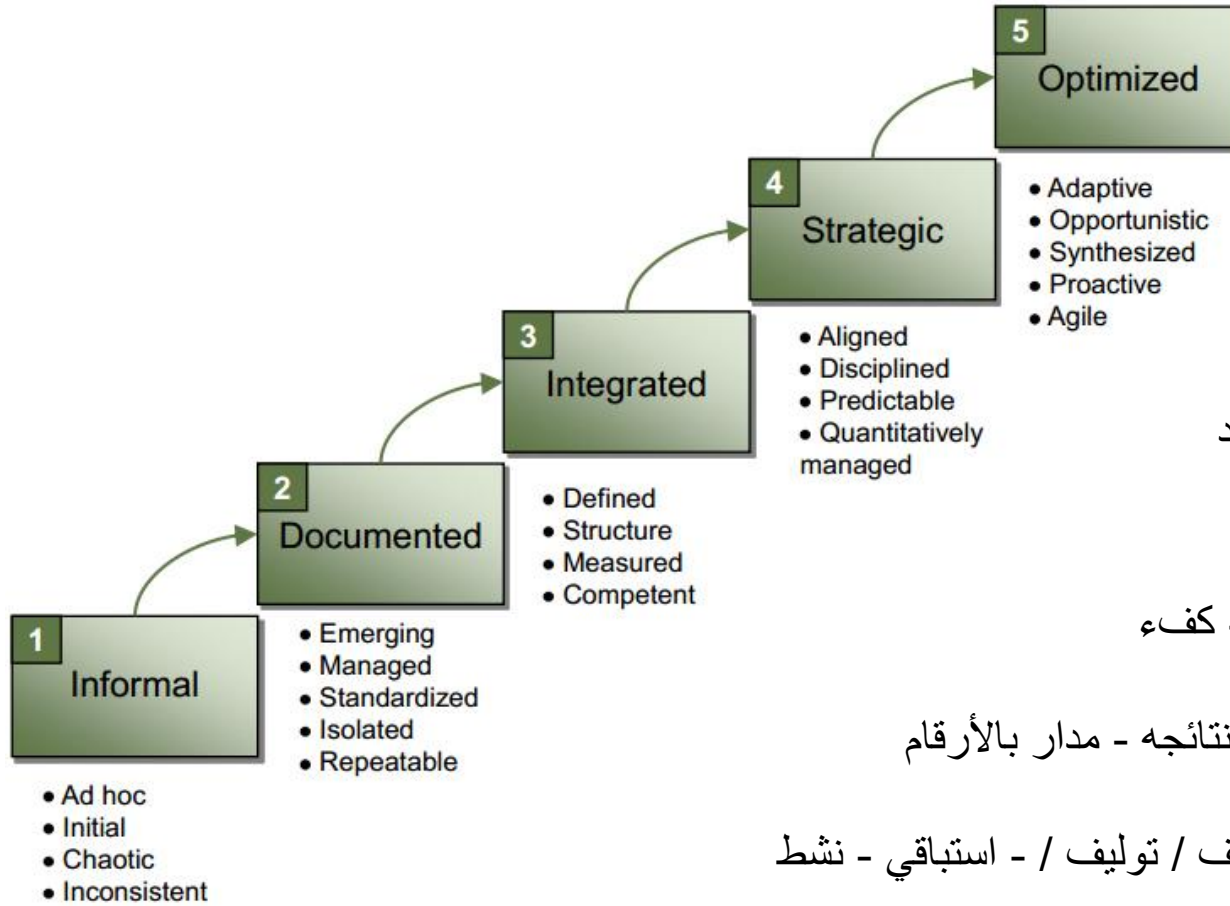 5
Optimized
• Adaptive
• Opportunistic
• Synthesized
• Proactive
• Agile
4
Strategic
• Aligned
• Disciplined
• Predictable
• Quantitatively
managed
3
Integrated
• Defined
• Structure
• Measured
• Competent
2
Documented
• Emerging
• Managed
• Standardized
• Isolated
• Repeatable
1
Informal
• Ad hoc
• Initial
• Chaotic
• Inconsistent
كفء
نتائجه - مدار بالأرقام
/ توليف / - استباقي - نشط